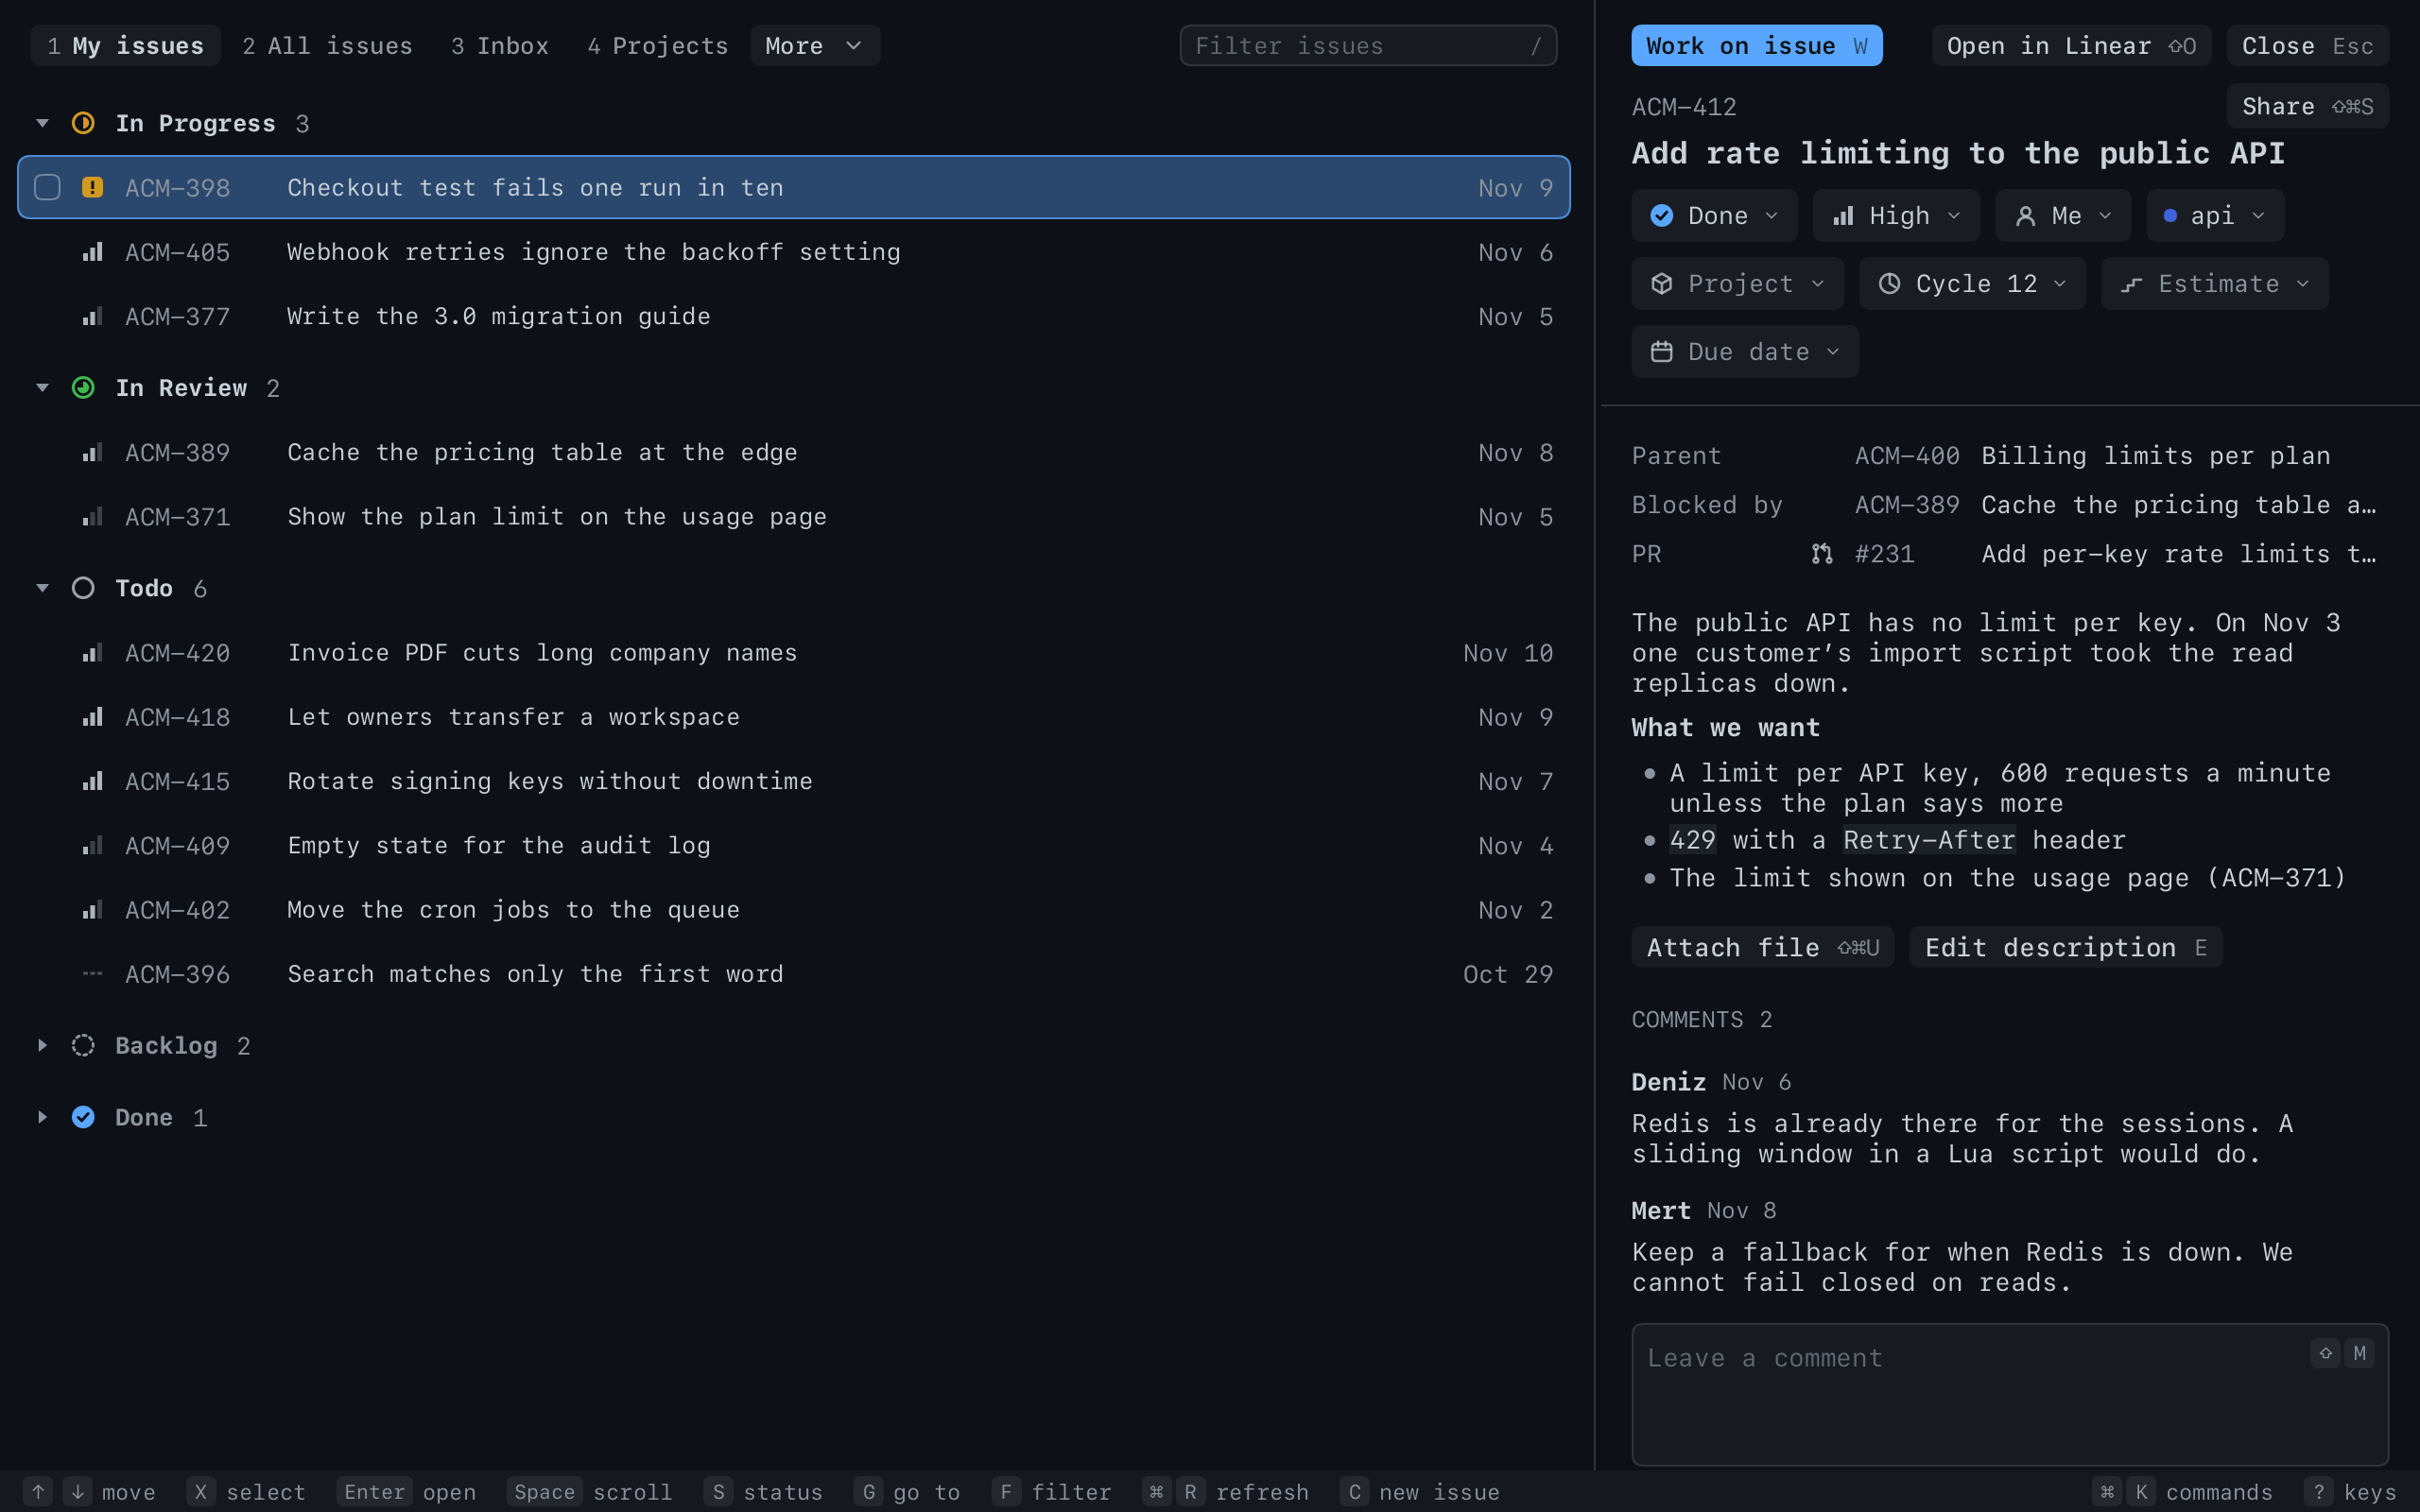 1 My issues 2 All issues 3 Inbox 4 Projects More Filter issues /
In Progress 3
ACM-398 Checkout test fails one run in ten Nov 9
ACM-405 Webhook retries ignore the backoff setting Nov 6
ACM-377 Write the 3.0 migration guide Nov 5
In Review 2
ACM-389 Cache the pricing table at the edge Nov 8
ACM-371 Show the plan limit on the usage page Nov 5
Todo 6
ACM-420 Invoice PDF cuts long company names Nov 10
ACM-418 Let owners transfer a workspace Nov 9
ACM-415 Rotate signing keys without downtime Nov 7
ACM-409 Empty state for the audit log Nov 4
ACM-402 Move the cron jobs to the queue Nov 2
ACM-396 Search matches only the first word Oct 29
Backlog 2
Done 1
Work on issue W Open in Linear ⇧O Close Esc
ACM-412 Share ⇧⌘S
Add rate limiting to the public API
Done High Me api
Project Cycle 12 Estimate
Due date
Parent ACM-400 Billing limits per plan
Blocked by ACM-389 Cache the pricing table a…
PR #231 Add per-key rate limits t…
The public API has no limit per key. On Nov 3
one customer’s import script took the read
replicas down.
What we want
• A limit per API key, 600 requests a minute
unless the plan says more
• 429 with a Retry-After header
• The limit shown on the usage page (ACM-371)
Attach file ⇧⌘U Edit description E
COMMENTS 2
Deniz Nov 6
Redis is already there for the sessions. A
sliding window in a Lua script would do.
Mert Nov 8
Keep a fallback for when Redis is down. We
cannot fail closed on reads.
Leave a comment ⇧ M
↑ ↓ move X select Enter open Space scroll S status G go to F filter ⌘ R refresh C new issue ⌘ K commands ? keys